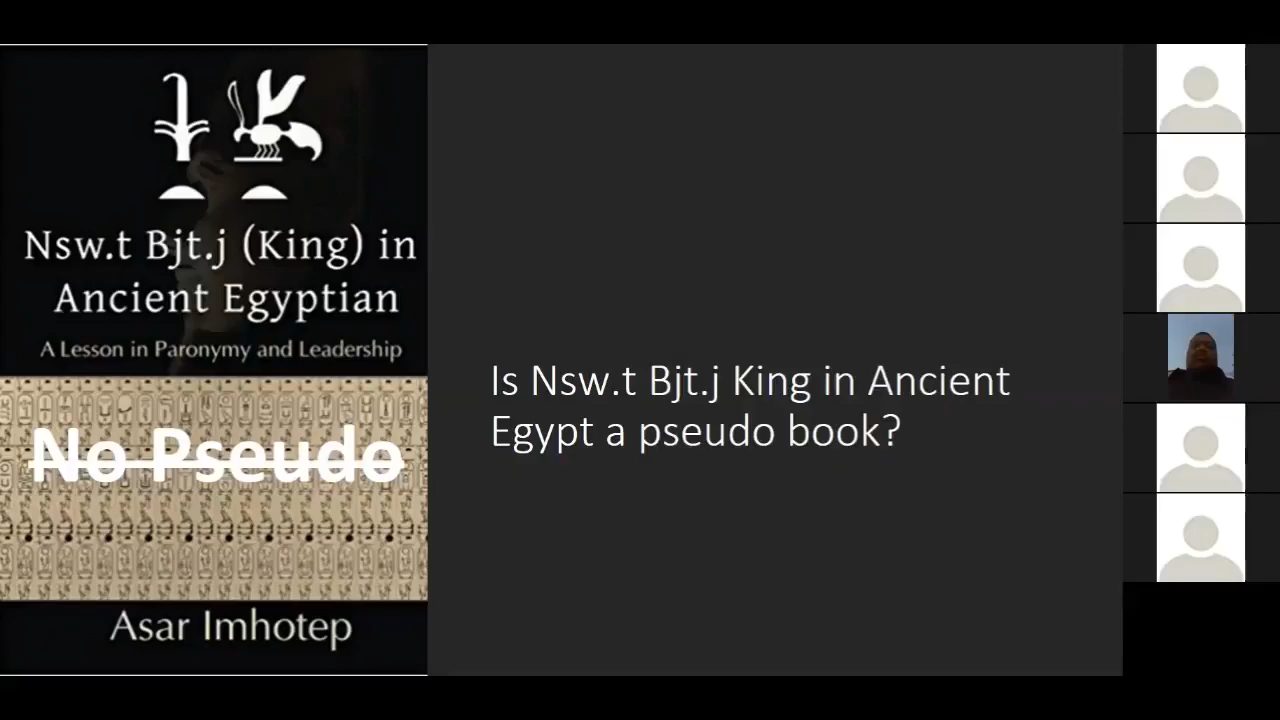 Nsw.t Bjt.j (King) in
Ancient Egyptian
A Lesson in Paronymy and Leadership
No Pseudo
Asar Imhotep
Is Nsw.t Bjt.j King in Ancient
Egypt a pseudo book?